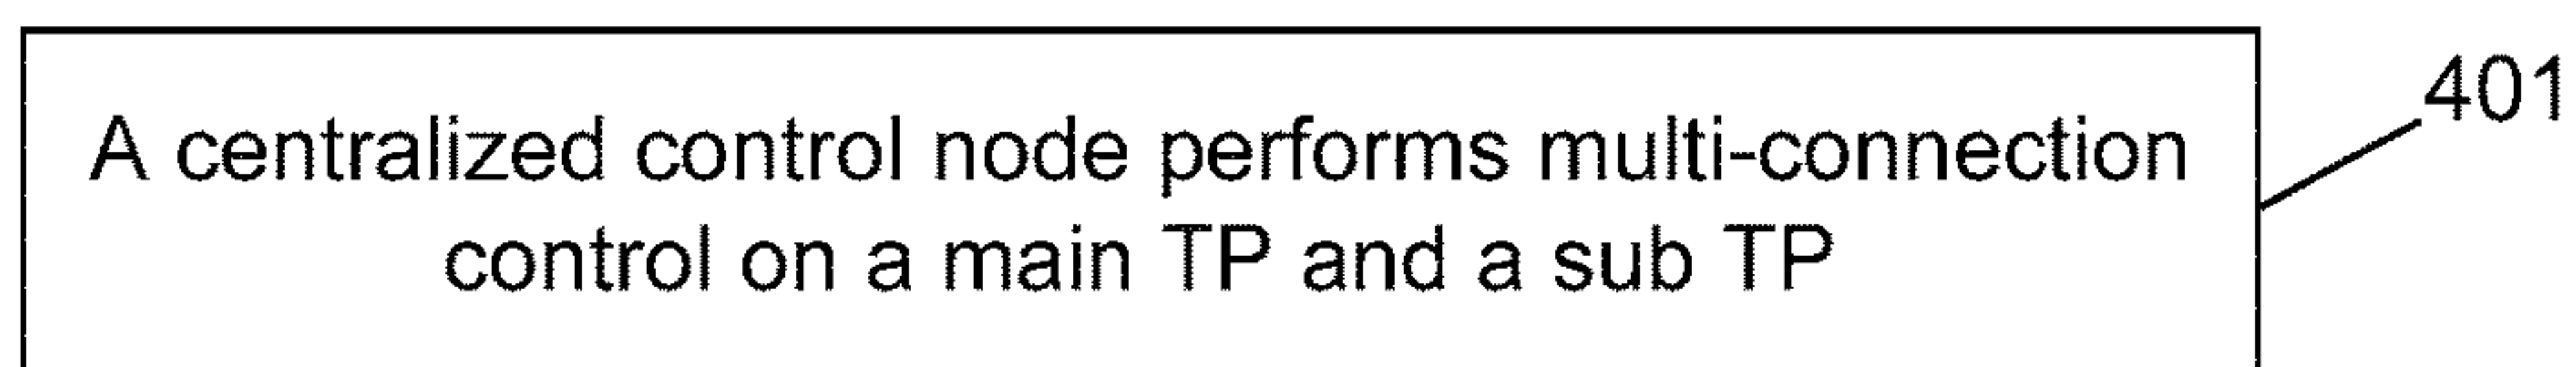 401
A centralized control node performs multi-connection
control on a main TP and a sub TP